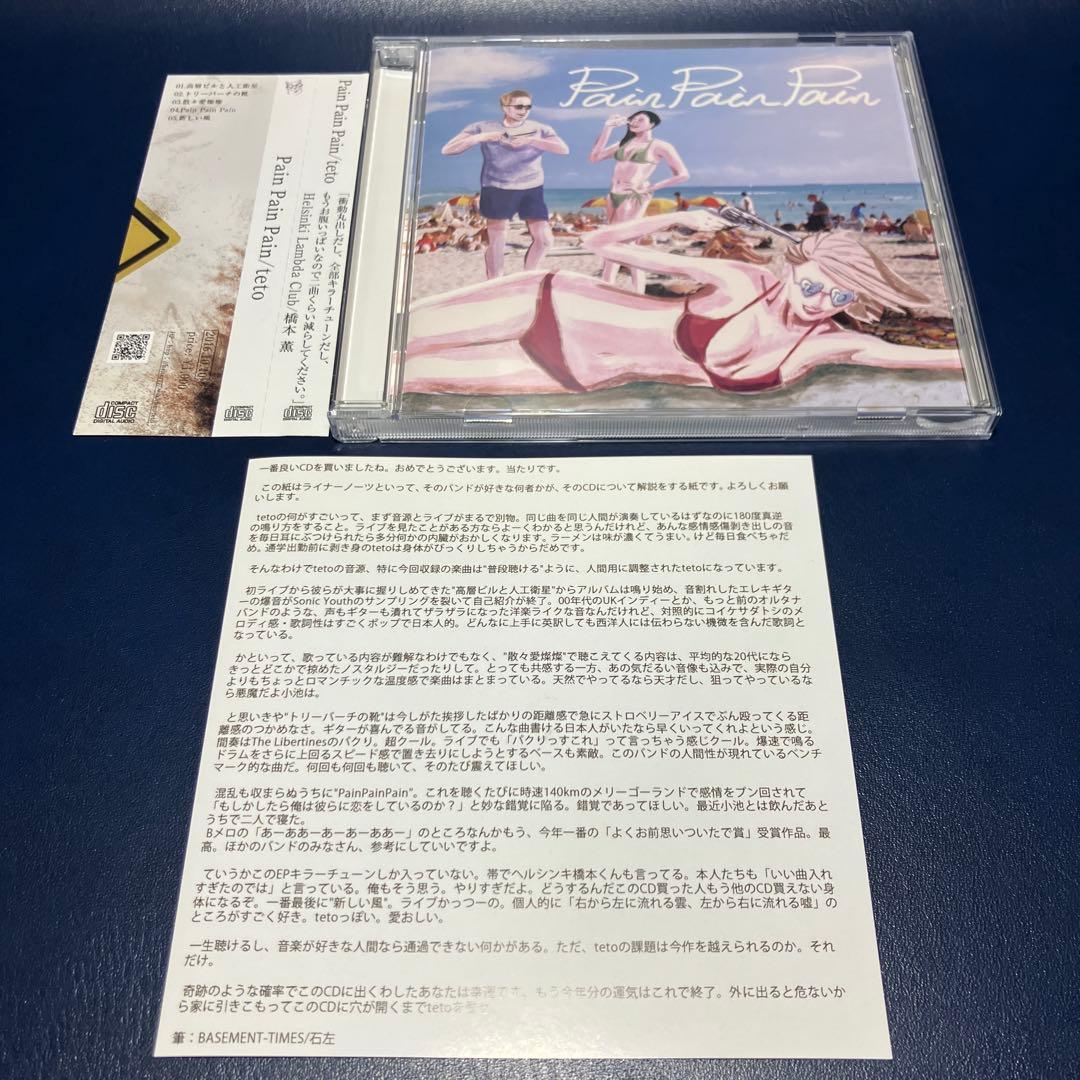 01.高層ビルと人工衛星
02.トリーバーチの靴
03.散々愛燦燦
04.Pain Pain Pain
05.新しい風
Pain Pain Pain/teto
Pain Pain Pain/teto
「衝動丸出しだし、全部キラーチューンだし、
もうお腹いっぱいなので二曲くらい減らしてください。」
Helsinki Lambda Club/橋本 薫
COMPACT
disc
DIGITAL AUDIO
COMPACT
disc
DIGITAL AUDIO
COMPACT
disc
DIGITAL AUDIO
Pain Pain Pain
一番良いCDを買いましたね。おめでとうございます。当たりです。
この紙はライナーノーツといって、そのバンドが好きな何者かが、そのCDについて解説をする紙です。よろしくお願
いします。
tetoの何がすごいって、まず音源とライブがまるで別物。同じ曲を同じ人間が演奏しているはずなのに180度真逆
の鳴り方をすること。ライブを見たことがある方ならよーくわかると思うんだけれど、あんな感情感傷剥き出しの音
を毎日耳にぶつけられたら多分何かの内臓がおかしくなります。ラーメンは味が濃くてうまい。けど毎日食べちゃだ
め。通学出勤前に剥き身のtetoは身体がびっくりしちゃうからだめです。
そんなわけでtetoの音源、特に今回収録の楽曲は"普段聴ける"ように、人間用に調整されたtetoになっています。
初ライブから彼らが大事に握りしめてきた"高層ビルと人工衛星"からアルバムは鳴り始め、音割れしたエレキギタ
ーの爆音がSonic Youthのサンプリングを裂いて自己紹介が終了。00年代のUKインディーとか、もっと前のオルタナ
バンドのような、声もギターも潰れてザラザラになった洋楽ライクな音なんだけれど、対照的にコイケサダトシのメ
ロディ感・歌詞性はすごくポップで日本人的。どんなに上手に英訳しても西洋人には伝わらない機微を含んだ歌詞と
なっている。
かといって、歌っている内容が難解なわけでもなく、"散々愛燦燦"で聴こえてくる内容は、平均的な20代になら
きっとどこかで掠めたノスタルジーだったりして。とっても共感する一方、あの気だるい音像も込みで、実際の自分
よりもちょっとロマンチックな温度感で楽曲はまとまっている。天然でやってるなら天才だし、狙ってやっているな
ら悪魔だよ小池は。
と思いきや"トリーバーチの靴"は今しがた挨拶したばかりの距離感で急にストロベリーアイスでぶん殴ってくる距
離感のつかめなさ。ギターが喜んでる音がしてる。こんな曲書ける日本人がいたなら早くいってくれよという感じ。
間奏はThe Libertinesのパクリ。超クール。ライブでも「パクリっすこれ」って言っちゃう感じクール。爆速で鳴る
ドラムをさらに上回るスピード感で置き去りにしようとするベースも素敵。このバンドの人間性が現れているベンチ
マーク的な曲だ。何回も何回も聴いて、そのたび震えてほしい。
混乱も収まらぬうちに"PainPainPain"。これを聴くたびに時速140kmのメリーゴーランドで感情をブン回されて
「もしかしたら俺は彼らに恋をしているのか？」と妙な錯覚に陥る。錯覚であってほしい。最近小池とは飲んだあと
うちで二人で寝た。
Bメロの「あーああーあーあーああー」のところなんかもう、今年一番の「よくお前思いついたで賞」受賞作品。最
高。ほかのバンドのみなさん、参考にしていいですよ。
ていうかこのEPキラーチューンしか入っていない。帯でヘルシンキ橋本くんも言ってる。本人たちも「いい曲入れ
すぎたのでは」と言っている。俺もそう思う。やりすぎだよ。どうするんだこのCD買った人もう他のCD買えない身
体になるぞ。一番最後に"新しい風"。ライブかっつーの。個人的に「右から左に流れる雲、左から右に流れる嘘」の
ところがすごく好き。tetoっぽい。愛おしい。
一生聴けるし、音楽が好きな人間なら通過できない何かがある。ただ、tetoの課題は今作を越えられるのか。それ
だけ。
奇跡のような確率でこのCDに出くわしたあなたは幸運です。もう今年分の運気はこれで終了。外に出ると危ないか
ら家に引きこもってこのCDに穴が開くまでtetoを
筆：BASEMENT-TIMES/石左